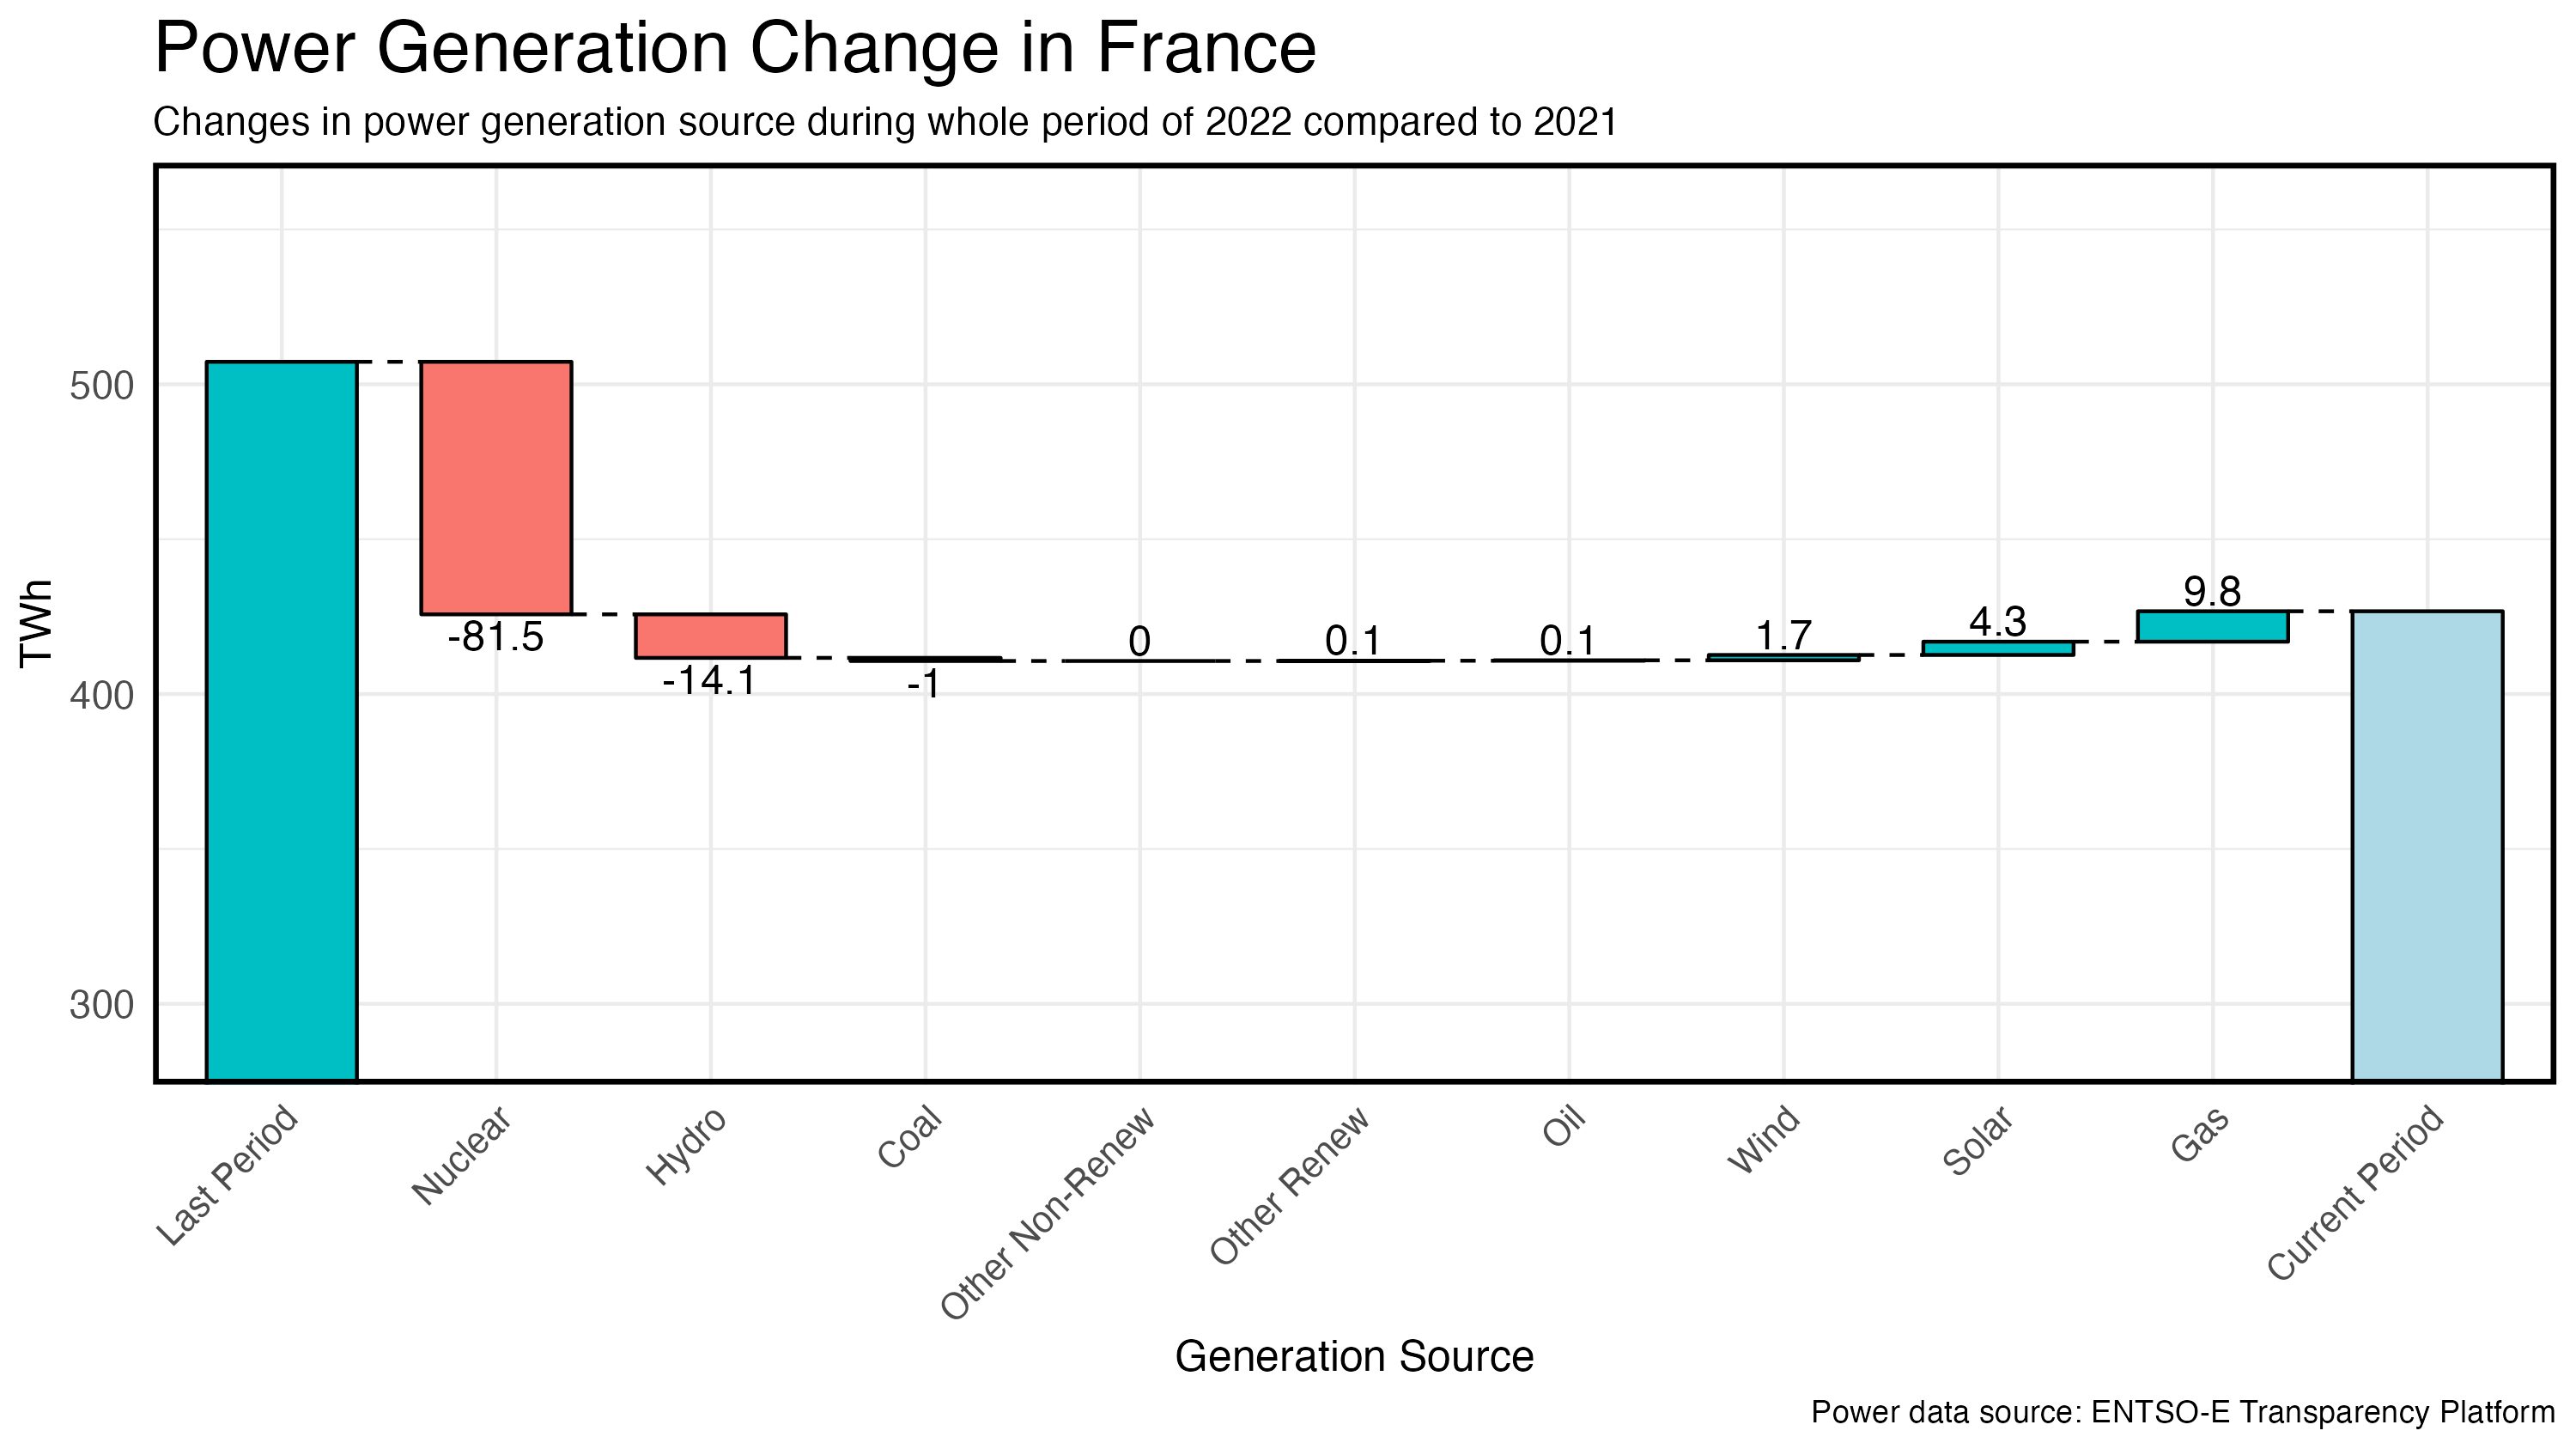 Power Generation Change in France
Changes in power generation source during whole period of 2022 compared to 2021
TWh
500
400
300
-81.5
-14.1
-1
0
0.1
0.1
1.7
4.3
9.8
Last Period
Nuclear
Hydro
Coal
Other Non-Renew
Other Renew
Oil
Wind
Solar
Gas
Current Period
Generation Source
Power data source: ENTSO-E Transparency Platform